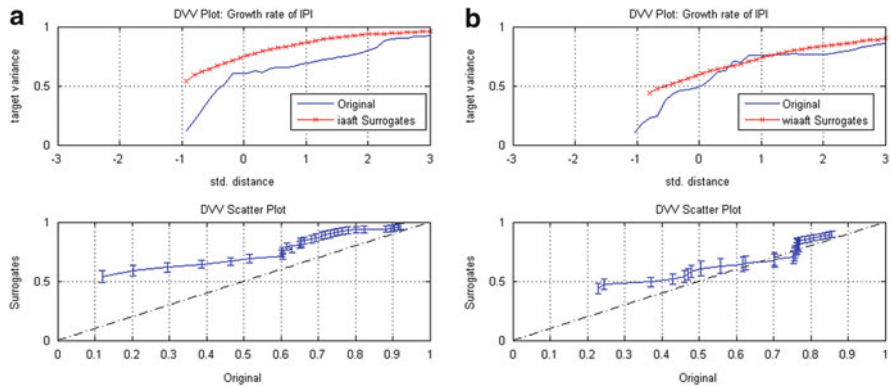 a
DVV Plot: Growth rate of IPI
1
0.5
0
target variance
Original
iaaft Surrogates
-3 -2 -1 0 1 2 3
std. distance
DVV Scatter Plot
1
0.5
0
Surrogates
0 0.1 0.2 0.3 0.4 0.5 0.6 0.7 0.8 0.9 1
Original
b
DVV Plot: Growth rate of IPI
1
0.5
0
target variance
Original
wiaaft Surrogates
-3 -2 -1 0 1 2 3
std. distance
DVV Scatter Plot
1
0.5
0
Surrogates
0 0.1 0.2 0.3 0.4 0.5 0.6 0.7 0.8 0.9 1
Original